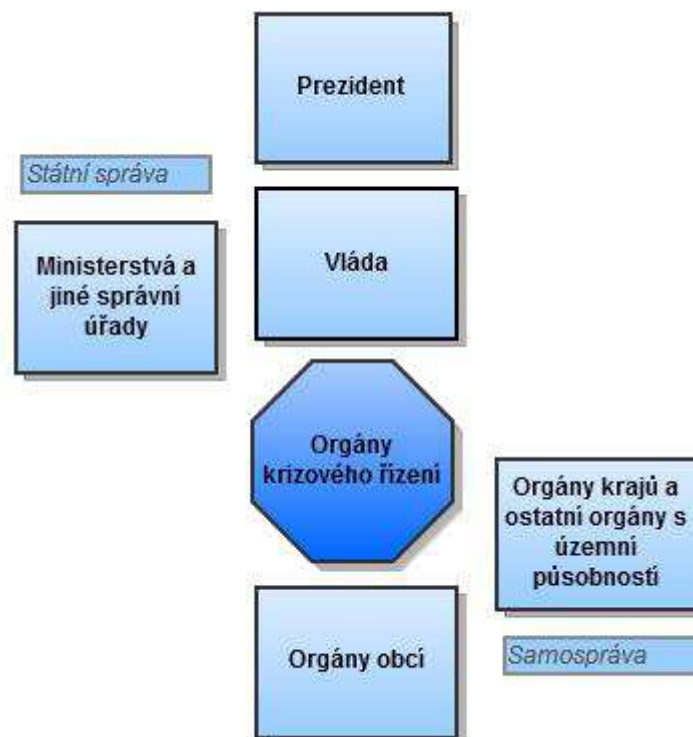 Prezident
Státní správa
Ministerstvá a
jiné správní
úřady
Vláda
Orgány
krizového řízení
Orgány krajů a
ostatní orgány s
územní
působností
Orgány obcí
Samospráva